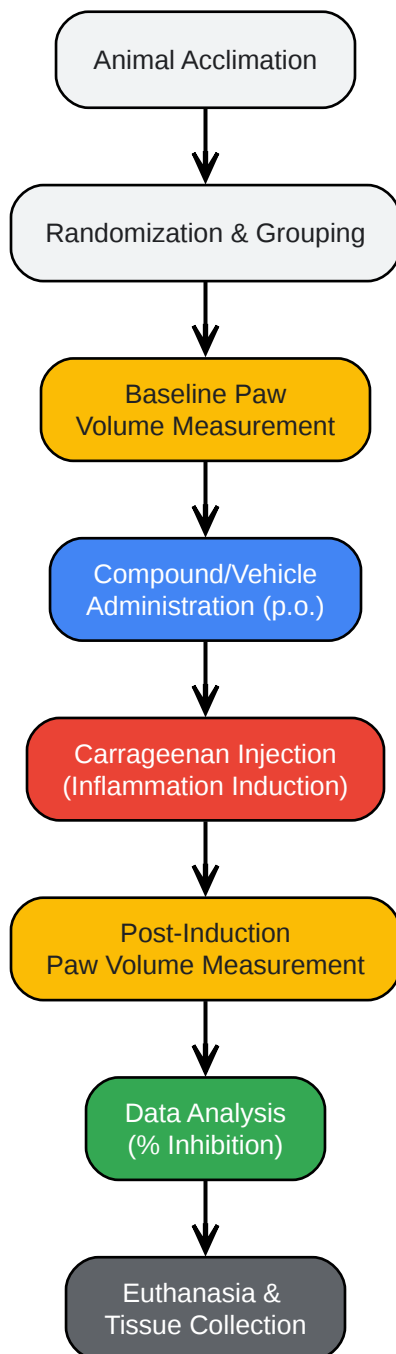 Animal Acclimation
Randomization & Grouping
Baseline Paw
Volume Measurement
Compound/Vehicle
Administration (p.o.)
Carrageenan Injection
(Inflammation Induction)
Post-Induction
Paw Volume Measurement
Data Analysis
(% Inhibition)
Euthanasia &
Tissue Collection